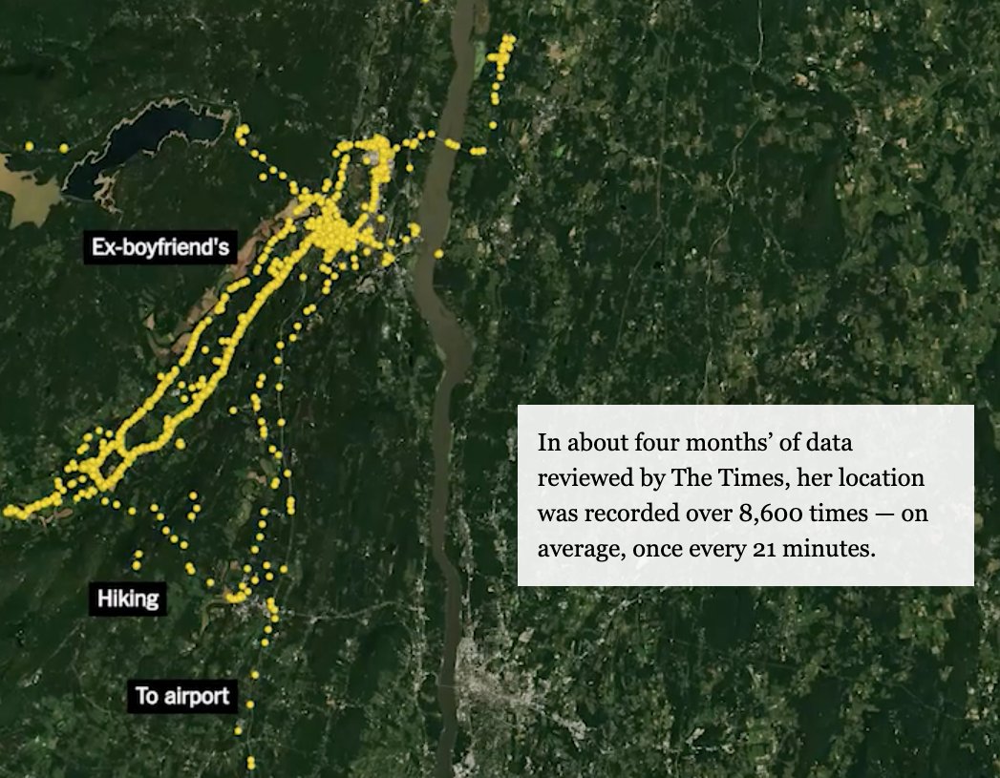 Ex-boyfriend's
In about four months’ of data
reviewed by The Times, her location
was recorded over 8,600 times — on
average, once every 21 minutes.
Hiking
To airport